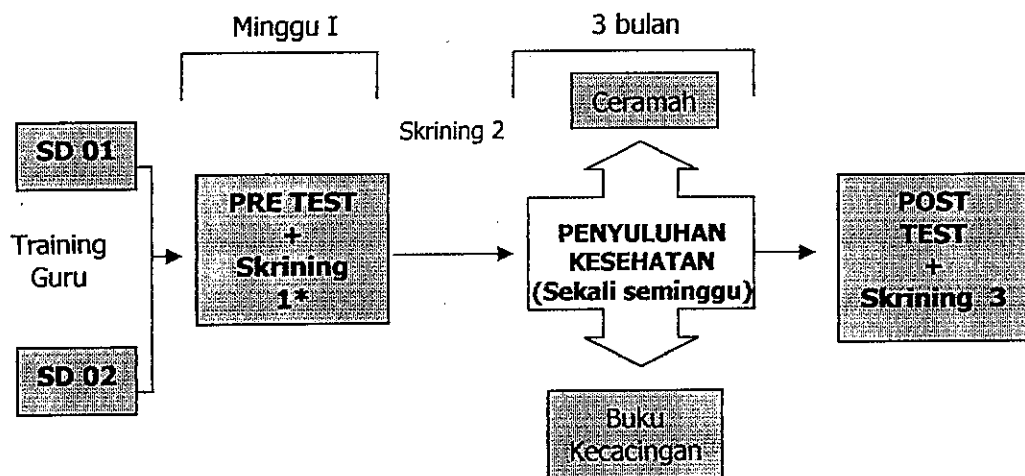 Minggu I
3 bulan
Ceramah
Skrining 2
SD 01
Training
Guru
SD 02
PRE TEST
+
Skrining
1*
PENYULUHAN
KESEHATAN
(Sekali seminggu)
Buku
Kecacingan
POST
TEST
+
Skrining 3